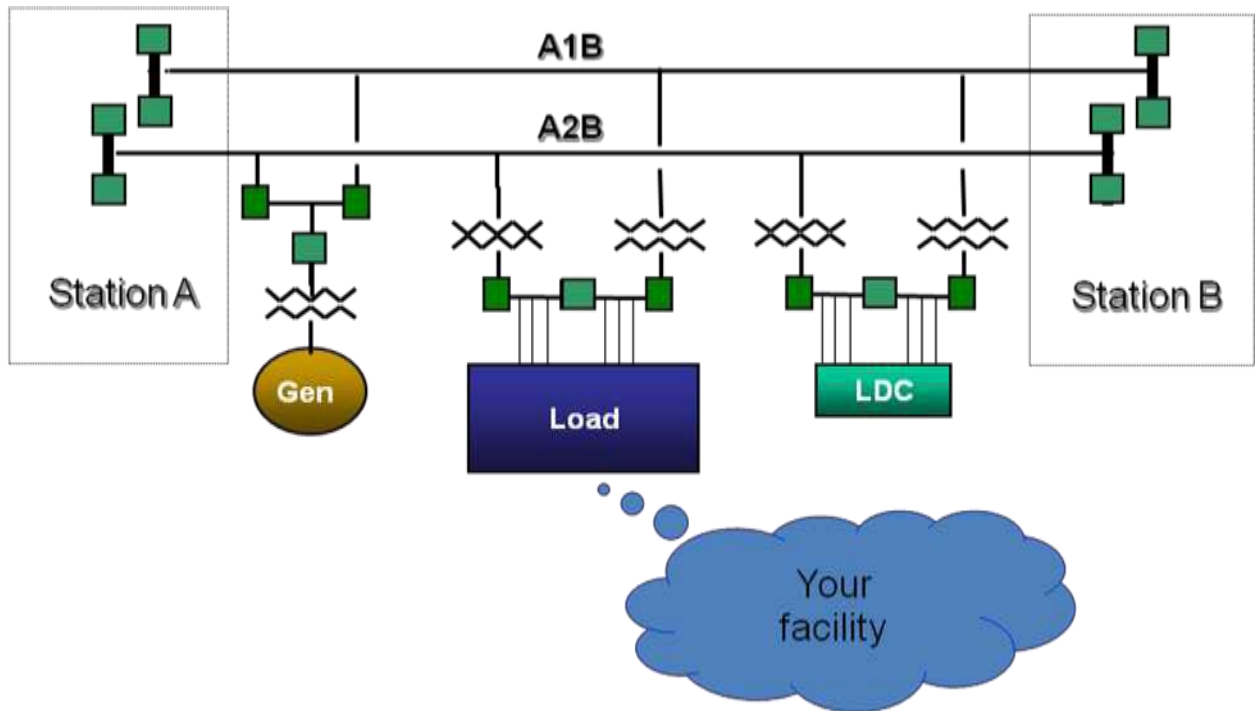 A1B
A2B
Station A
Station B
Gen
Load
LDC
Your
facility